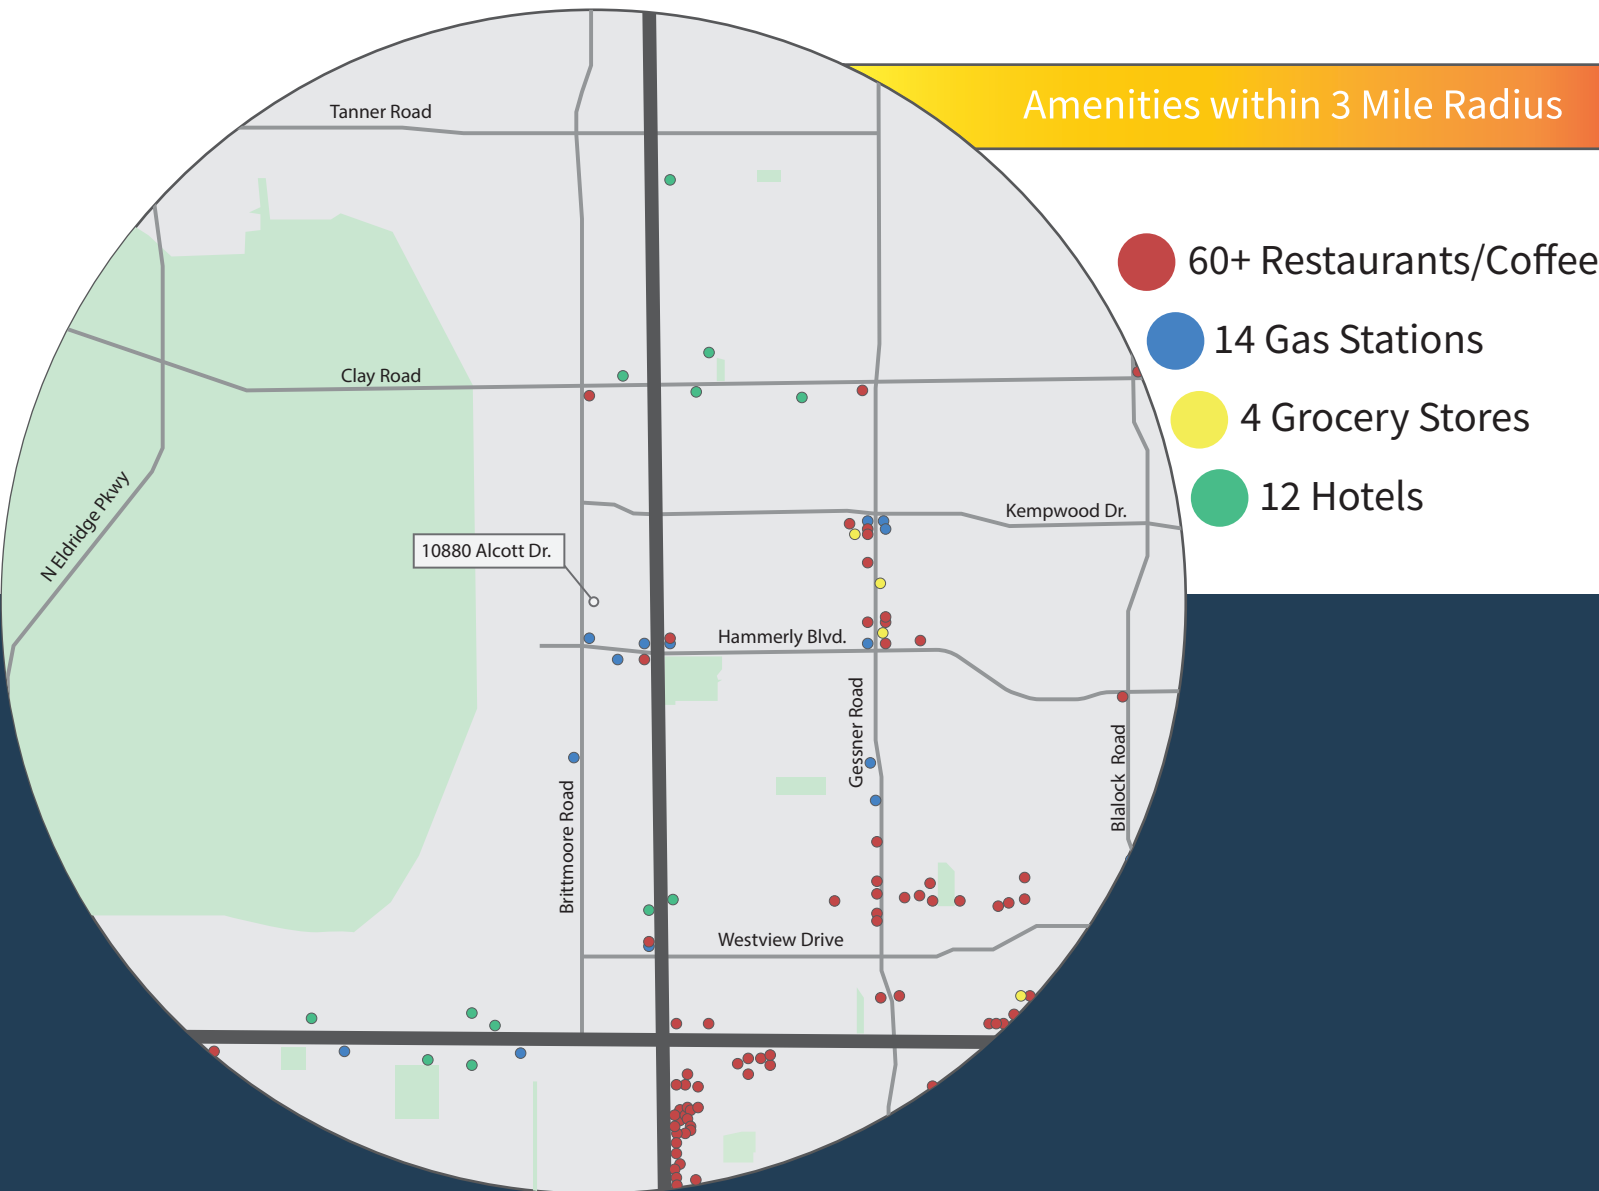 Amenities within 3 Mile Radius
Tanner Road
60+ Restaurants/Coffee
14 Gas Stations
4 Grocery Stores
12 Hotels
Clay Road
N Eldridge Pkwy
Kempwood Dr.
10880 Alcott Dr.
Hammerly Blvd.
Gessner Road
Blalock Road
Brittmoore Road
Westview Drive